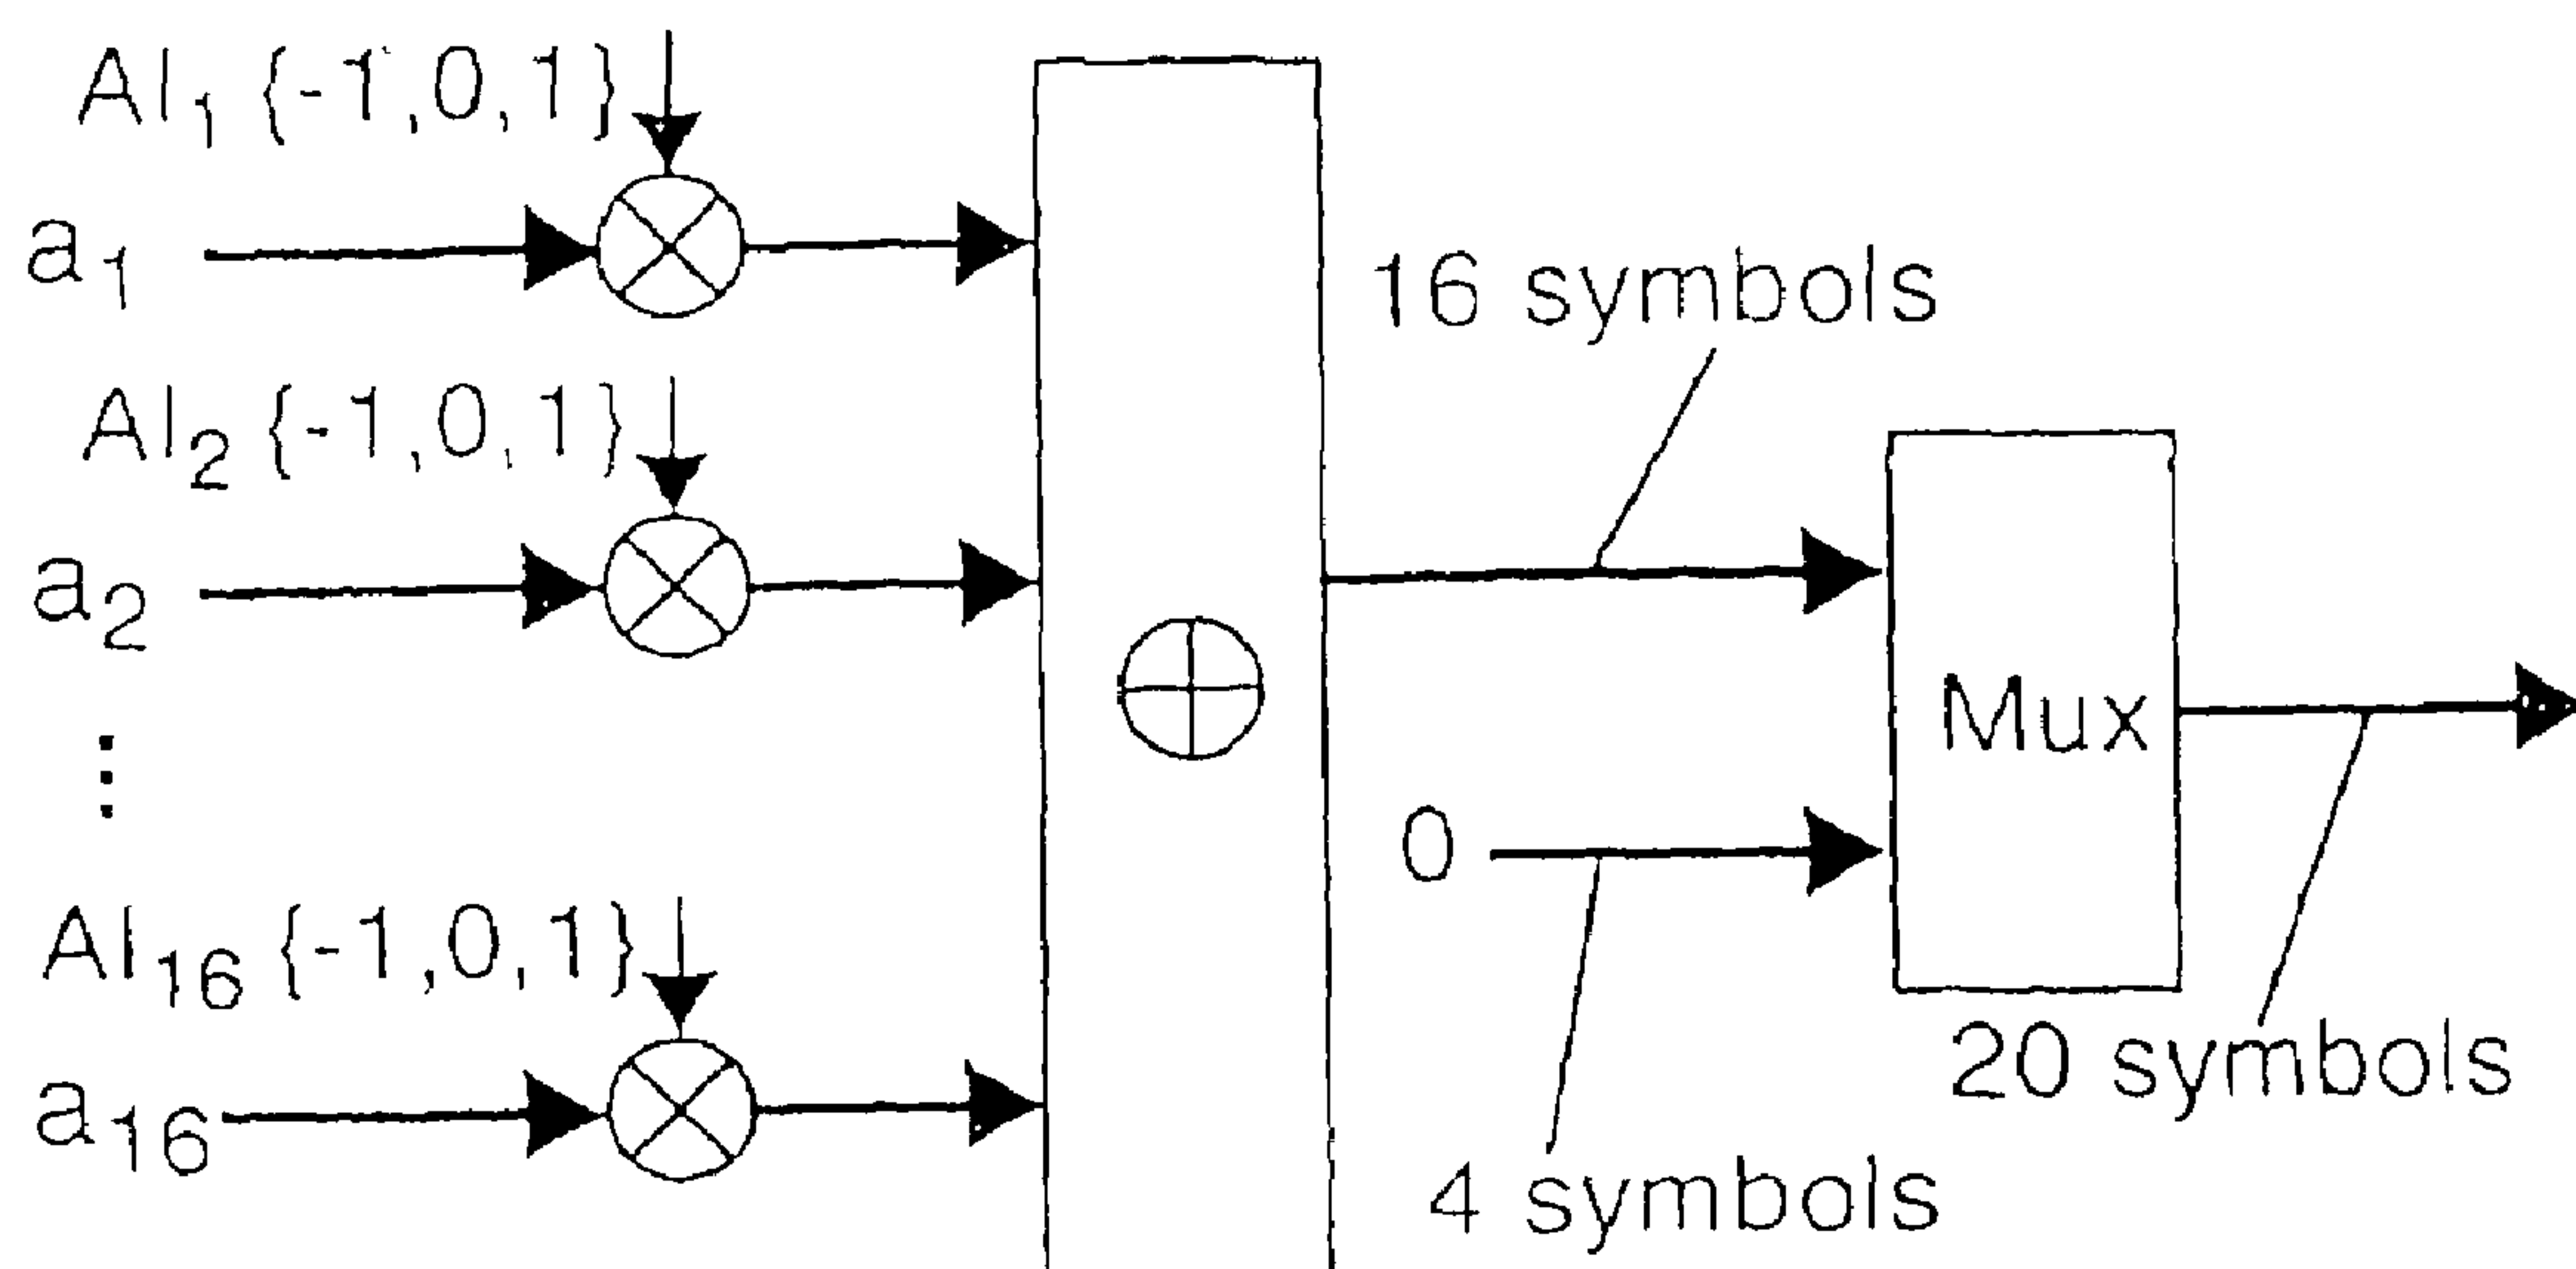 AI₁ {-1,0,1}
a₁
16 symbols
AI₂ {-1,0,1}
a₂
Mux
0
AI₁₆ {-1,0,1}
20 symbols
a₁₆
4 symbols